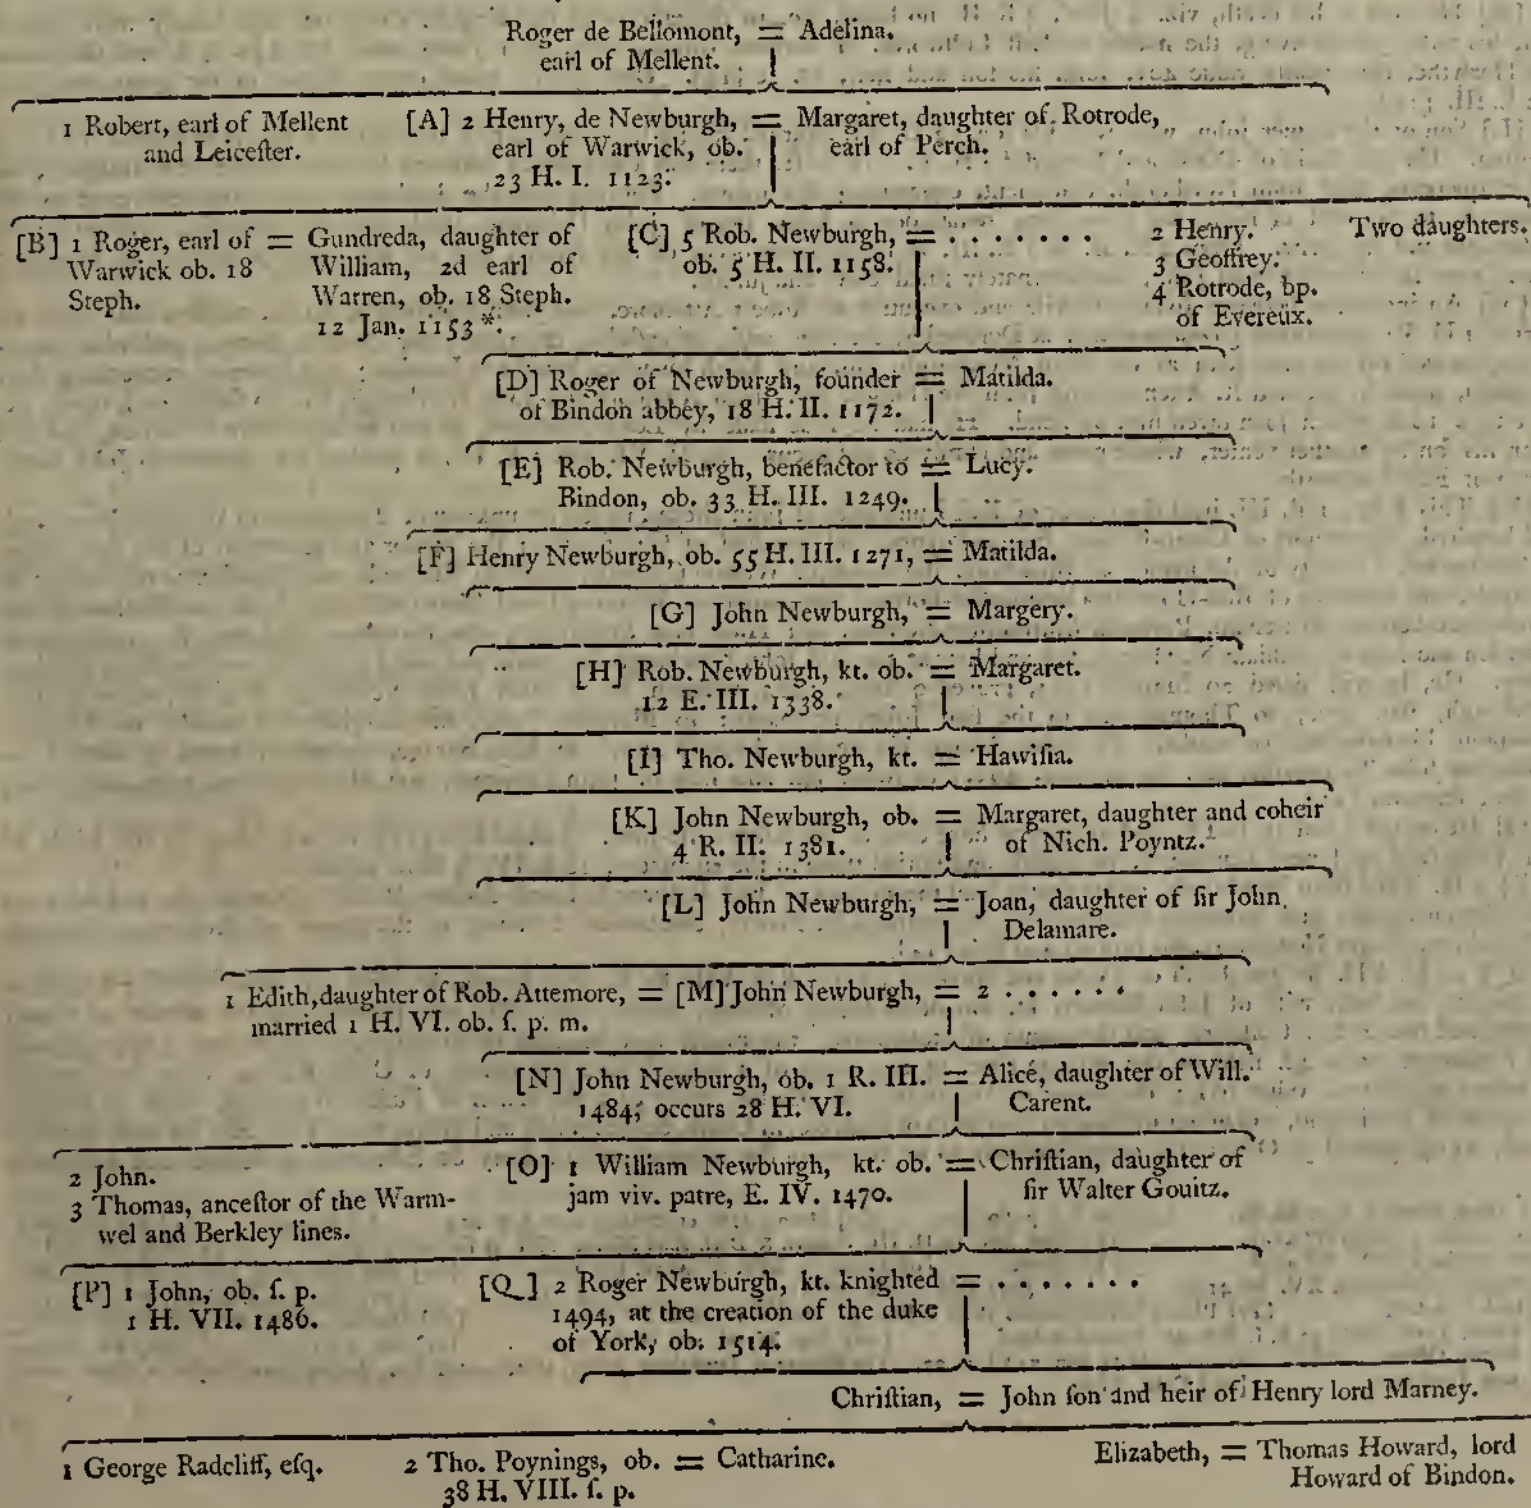 Roger de Bellomont, = Adelina.
earl of Mellent.
1 Robert, earl of Mellent
and Leiceſter.
[A] 2 Henry, de Newburgh, = Margaret, daughter of Rotrode,
earl of Warwick, ob. earl of Perch.
23 H. I. 1123.
[B] 1 Roger, earl of = Gundreda, daughter of
Warwick ob. 18 William, 2d earl of
Steph. Warren, ob. 18 Steph.
12 Jan. 1153 *.
[C] 5 Rob. Newburgh, = . . . . . . .
ob. 5 H. II. 1158.
2 Henry.
3 Geoffrey.
4 Rotrode, bp.
of Evereux.
Two daughters.
[D] Roger of Newburgh, founder = Matilda.
of Bindon abbey, 18 H. II. 1172.
[E] Rob. Newburgh, benefactor to = Lucy.
Bindon, ob. 33 H. III. 1249.
[F] Henry Newburgh, ob. 55 H. III. 1271, = Matilda.
[G] John Newburgh, = Margery.
[H] Rob. Newburgh, kt. ob. = Margaret.
12 E. III. 1338.
[I] Tho. Newburgh, kt. = Hawiſia.
[K] John Newburgh, ob. = Margaret, daughter and coheir
4 R. II. 1381. of Nich. Poyntz.
[L] John Newburgh, = Joan, daughter of ſir John
Delamare.
1 Edith, daughter of Rob. Attemore, = [M] John Newburgh, = 2 . . . . . .
married 1 H. VI. ob. ſ. p. m.
[N] John Newburgh, ob. 1 R. III. = Alice, daughter of Will.
1484; occurs 28 H. VI. Carent.
2 John.
3 Thomas, anceſtor of the Warm-
wel and Berkley lines.
[O] 1 William Newburgh, kt. ob. = Chriſtian, daughter of
jam viv. patre, E. IV. 1470. ſir Walter Gouitz.
[P] 1 John, ob. ſ. p.
1 H. VII. 1486.
[Q] 2 Roger Newburgh, kt. knighted = . . . . . . .
1494, at the creation of the duke
of York, ob. 1514.
Chriſtian, = John ſon and heir of Henry lord Marney.
1 George Radcliff, eſq.
2 Tho. Poynings, ob. = Catharine.
38 H. VIII. ſ. p.
Elizabeth, = Thomas Howard, lord
Howard of Bindon.